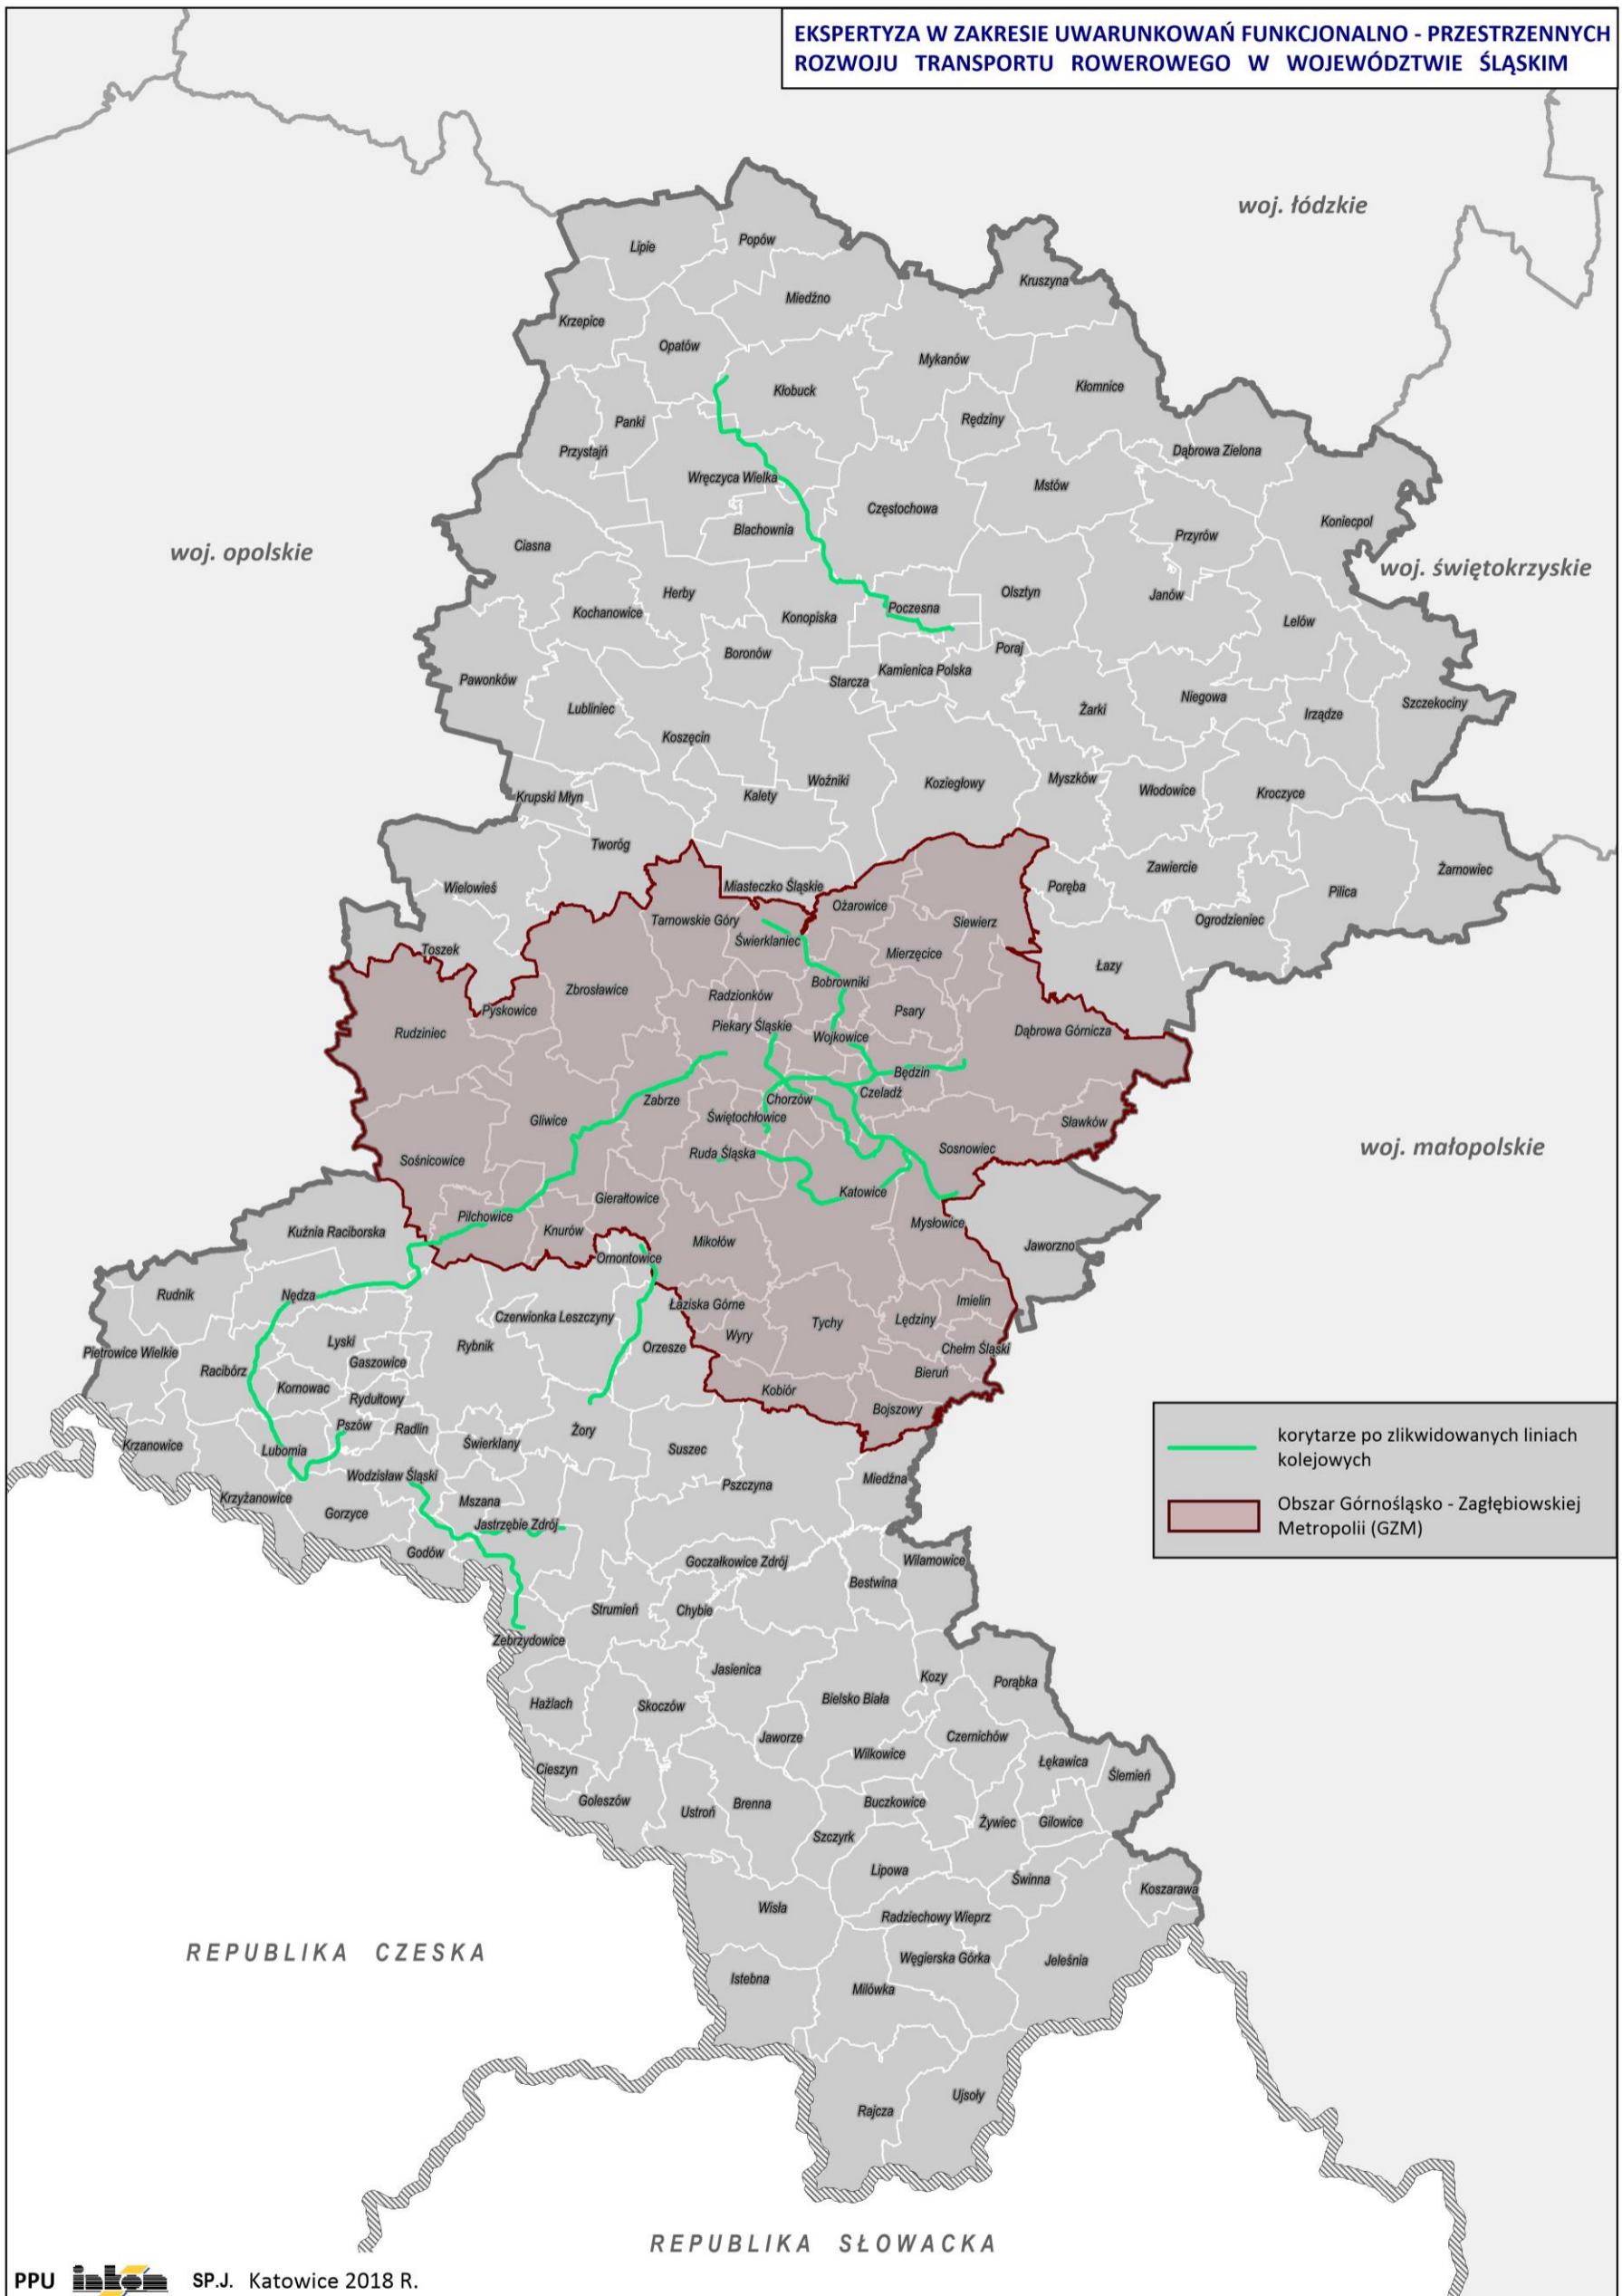 EKSPERTYZA W ZAKRESIE UWARUNKOWAŃ FUNKCJONALNO - PRZESTRZENNYCH
ROZWOJU TRANSPORTU ROWEROWEGO W WOJEWÓDZTWIE ŚLĄSKIM
woj. łódzkie
Lipie
Popów
Kruszyna
Miedźno
Krzepice
Opatów
Mykanów
Kłobuck
Kłomnice
Panki
Rędziny
Przystajń
Dąbrowa Zielona
Wręczyca Wielka
Mstów
Częstochowa
Koniecpol
Blachownia
Przyrów
Ciasna
woj. opolskie
woj. świętokrzyskie
Herby
Olsztyn
Janów
Kochanowice
Poczesna
Konopiska
Lelów
Boronów
Poraj
Kamienica Polska
Pawonków
Starcza
Niegowa
Szczekociny
Lubliniec
Żarki
Irządze
Koszęcin
Woźniki
Myszków
Koziegłowy
Włodowice
Kroczyce
Krupski Młyn
Kalety
Tworóg
Zawiercie
Żarnowiec
Wielowieś
Miasteczko Śląskie
Poręba
Pilica
Ożarowice
Tarnowskie Góry
Siewierz
Ogrodzieniec
Świerklaniec
Toszek
Mierzęcice
Łazy
Bobrowniki
Zbrosławice
Radzionków
Pyskowice
Psary
Rudziniec
Piekary Śląskie
Wojkowice
Dąbrowa Górnicza
Będzin
Zabrze
Chorzów
Czeladź
Gliwice
Świętochłowice
Sławków
Sośnicowice
Ruda Śląska
Sosnowiec
woj. małopolskie
Katowice
Gierałtowice
Pilchowice
Knurów
Mysłowice
Kuźnia Raciborska
Mikołów
Jaworzno
Ornontowice
Rudnik
Nędza
Łaziska Górne
Imielin
Czerwionka Leszczyny
Tychy
Lędziny
Wyry
Lyski
Rybnik
Orzesze
Chełm Śląski
Pietrowice Wielkie
Gaszowice
Racibórz
Bieruń
Kornowac
Kobiór
Rydułtowy
Bojszowy
Pszów
Radlin
Żory
Krzanowice
Świerklany
Lubomia
Suszec
Wodzisław Śląski
Miedźna
Pszczyna
Krzyżanowice
Mszana
Gorzyce
Jastrzębie Zdrój
Godów
Goczałkowice Zdrój
Wilamowice
Bestwina
Strumień
Chybie
Zebrzydowice
korytarze po zlikwidowanych liniach
kolejowych
Obszar Górnośląsko - Zagłębiowskiej
Metropolii (GZM)
Jasienica
Kozy
Porąbka
Hażlach
Skoczów
Bielsko Biała
Jaworze
Czernichów
Wilkowice
Łękawica
Cieszyn
Ślemień
Goleszów
Brenna
Buczkowice
Ustroń
Żywiec
Gilowice
Szczyrk
Lipowa
Świnna
Koszarawa
Wisła
Radziechowy Wieprz
REPUBLIKA CZESKA
Węgierska Górka
Jeleśnia
Istebna
Milówka
Ujsoły
Rajcza
REPUBLIKA SŁOWACKA
PPU inkom SP.J. Katowice 2018 R.